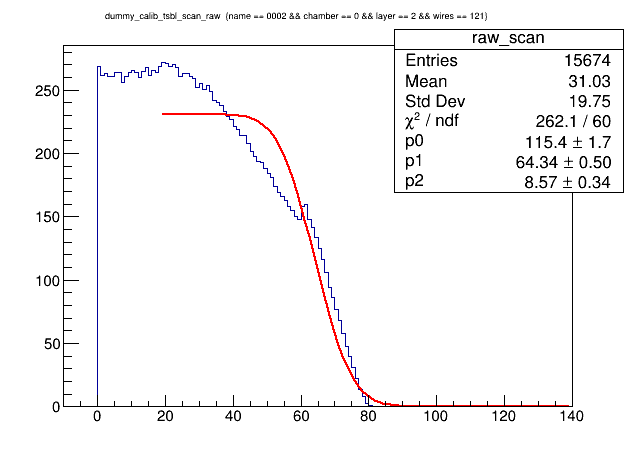 dummy_calib_tsbl_scan_raw (name == 0002 && chamber == 0 && layer == 2 && wires == 121)
raw_scan
Entries 15674
Mean 31.03
Std Dev 19.75
χ² / ndf 262.1 / 60
p0 115.4 ± 1.7
p1 64.34 ± 0.50
p2 8.57 ± 0.34
250
200
150
100
50
0
0 20 40 60 80 100 120 140